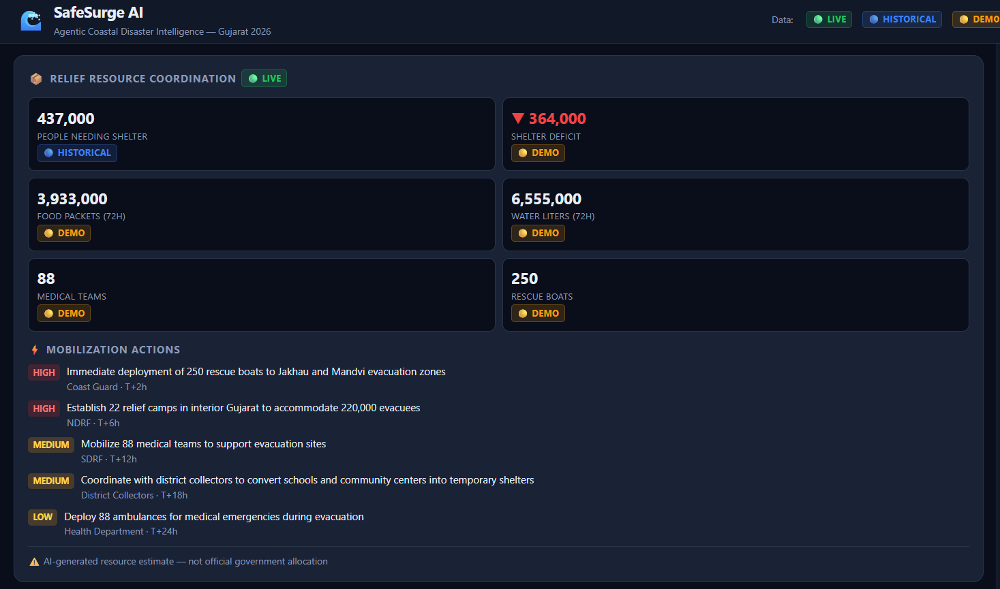 SafeSurge AI
Agentic Coastal Disaster Intelligence — Gujarat 2026
Data: LIVE HISTORICAL DEMO
RELIEF RESOURCE COORDINATION LIVE
437,000
PEOPLE NEEDING SHELTER
HISTORICAL
▼ 364,000
SHELTER DEFICIT
DEMO
3,933,000
FOOD PACKETS (72H)
DEMO
6,555,000
WATER LITERS (72H)
DEMO
88
MEDICAL TEAMS
DEMO
250
RESCUE BOATS
DEMO
MOBILIZATION ACTIONS
HIGH Immediate deployment of 250 rescue boats to Jakhau and Mandvi evacuation zones
Coast Guard · T+2h
HIGH Establish 22 relief camps in interior Gujarat to accommodate 220,000 evacuees
NDRF · T+6h
MEDIUM Mobilize 88 medical teams to support evacuation sites
SDRF · T+12h
MEDIUM Coordinate with district collectors to convert schools and community centers into temporary shelters
District Collectors · T+18h
LOW Deploy 88 ambulances for medical emergencies during evacuation
Health Department · T+24h
AI-generated resource estimate — not official government allocation